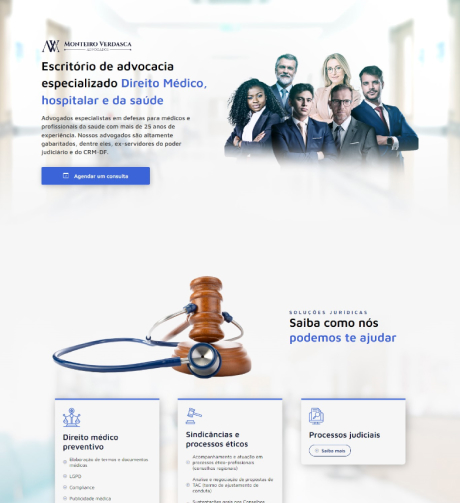 MONTEIRO VERDASCA
ADVOGADOS
Escritório de advocacia
especializado Direito Médico,
hospitalar e da saúde
Advogados especialistas em defesas para médicos e
profissionais da saúde com mais de 25 anos de
experiência. Nossos advogados são altamente
gabaritados, dentre eles, ex-servidores do poder
judiciário e do CRM-DF.
Agendar um consulta
SOLUÇÕES JURÍDICAS
Saiba como nós
podemos te ajudar
Direito médico
preventivo
Elaboração de termos e documentos
médicos
LGPD
Compliance
Publicidade médica
Sindicâncias e
processos éticos
Acompanhamento e atuação em
processos ético-profissionais
(conselhos regionais)
Análise e negociação de propostas de
TAC (termo de ajustamento de
conduta)
Sustentações orais nos Conselhos
Processos judiciais
Saiba mais